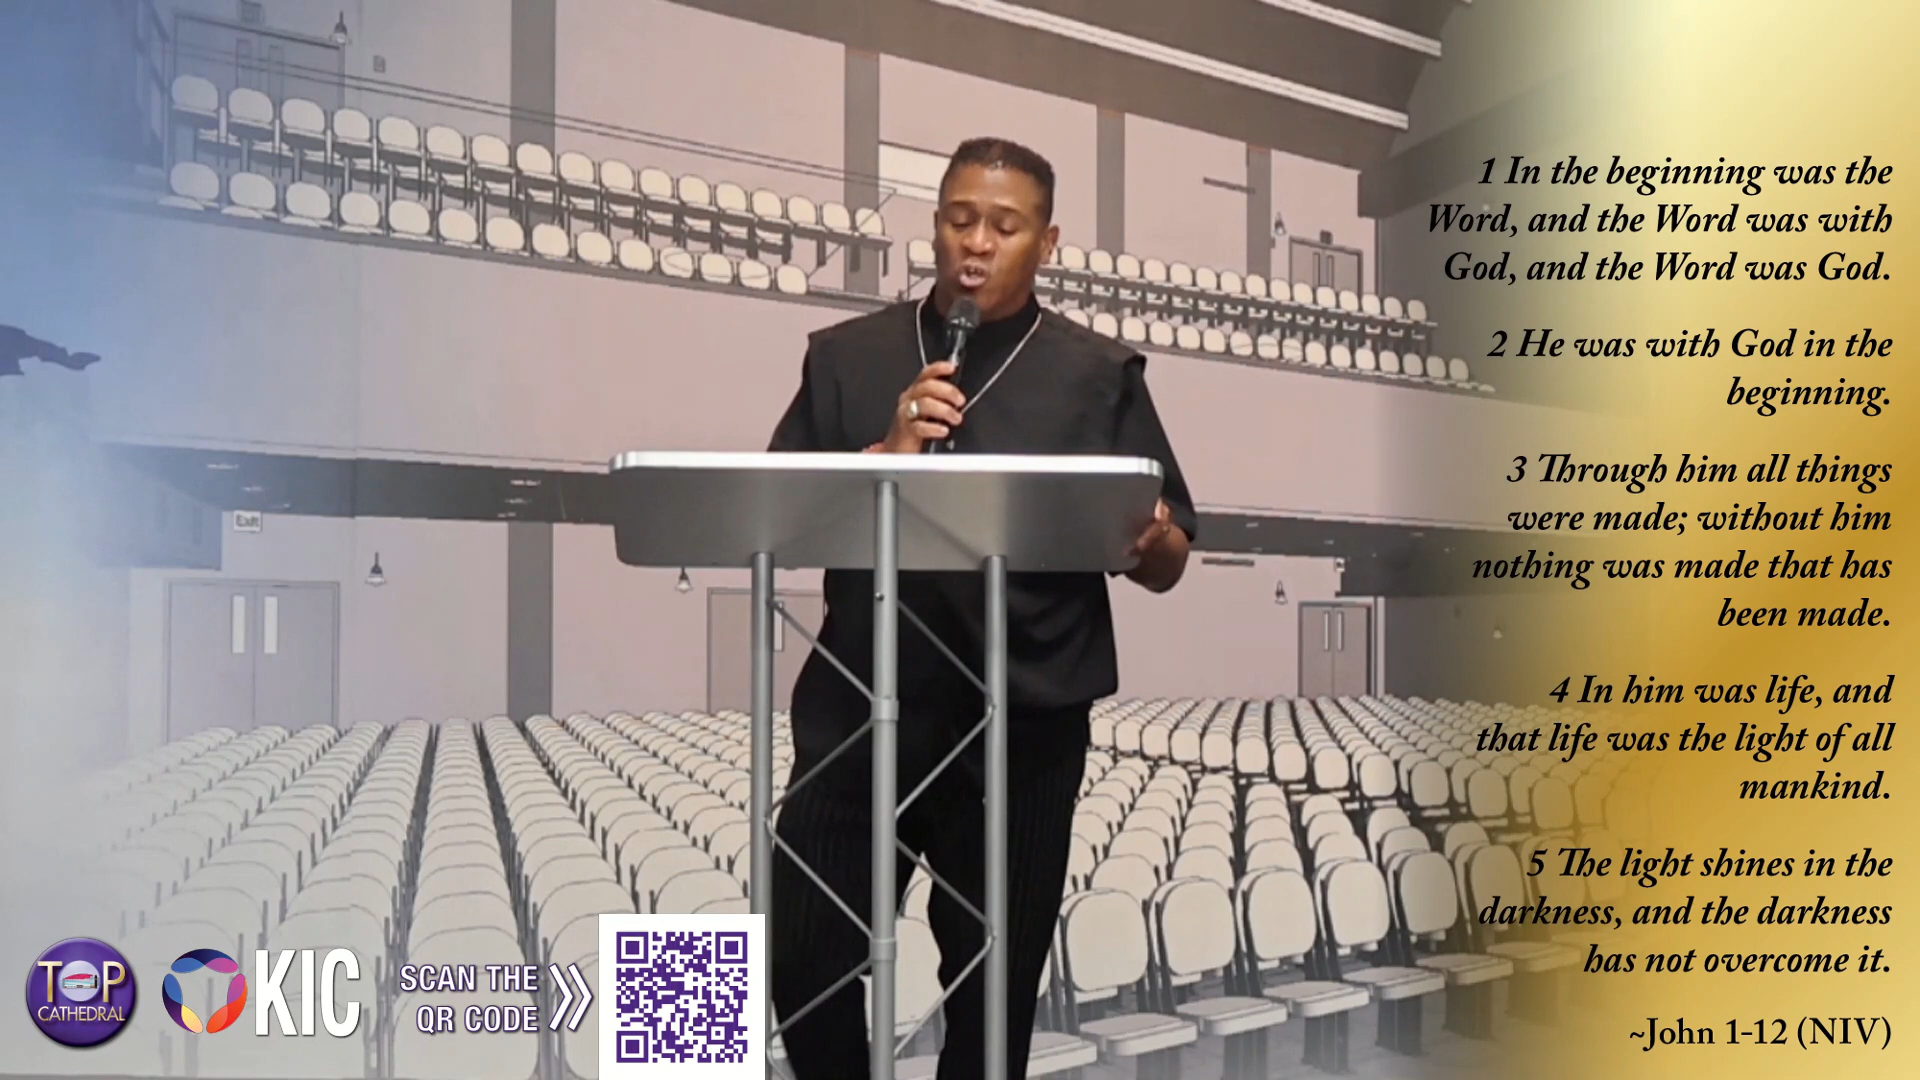 1 In the beginning was the
Word, and the Word was with
God, and the Word was God.
2 He was with God in the
beginning.
3 Through him all things
were made; without him
nothing was made that has
been made.
4 In him was life, and
that life was the light of all
mankind.
5 The light shines in the
darkness, and the darkness
has not overcome it.
~John 1-12 (NIV)
Exit
TOP
CATHEDRAL
KIC
SCAN THE
QR CODE